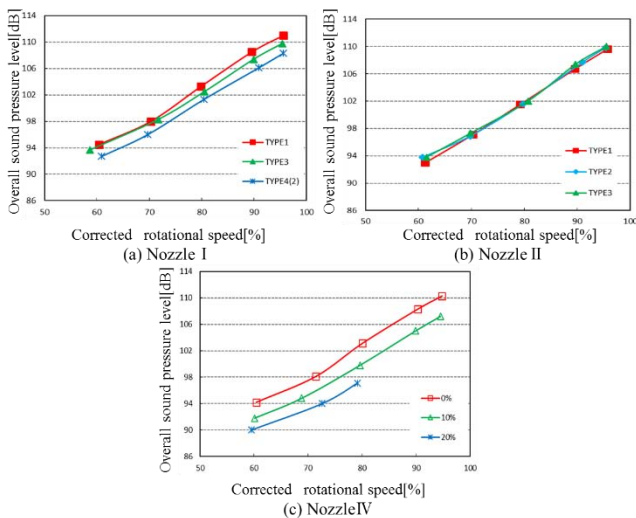 Overall sound pressure level[dB]
114
110
106
102
98
94
90
86
TYPE1
TYPE3
TYPE4(2)
50 60 70 80 90 100
Corrected rotational speed[%]
(a) Nozzle Ⅰ
Overall sound pressure level[dB]
114
110
106
102
98
94
90
86
TYPE1
TYPE2
TYPE3
50 60 70 80 90 100
Corrected rotational speed[%]
(b) Nozzle Ⅱ
Overall sound pressure level[dB]
114
110
106
102
98
94
90
86
0%
10%
20%
50 60 70 80 90 100
Corrected rotational speed[%]
(c) NozzleⅣ